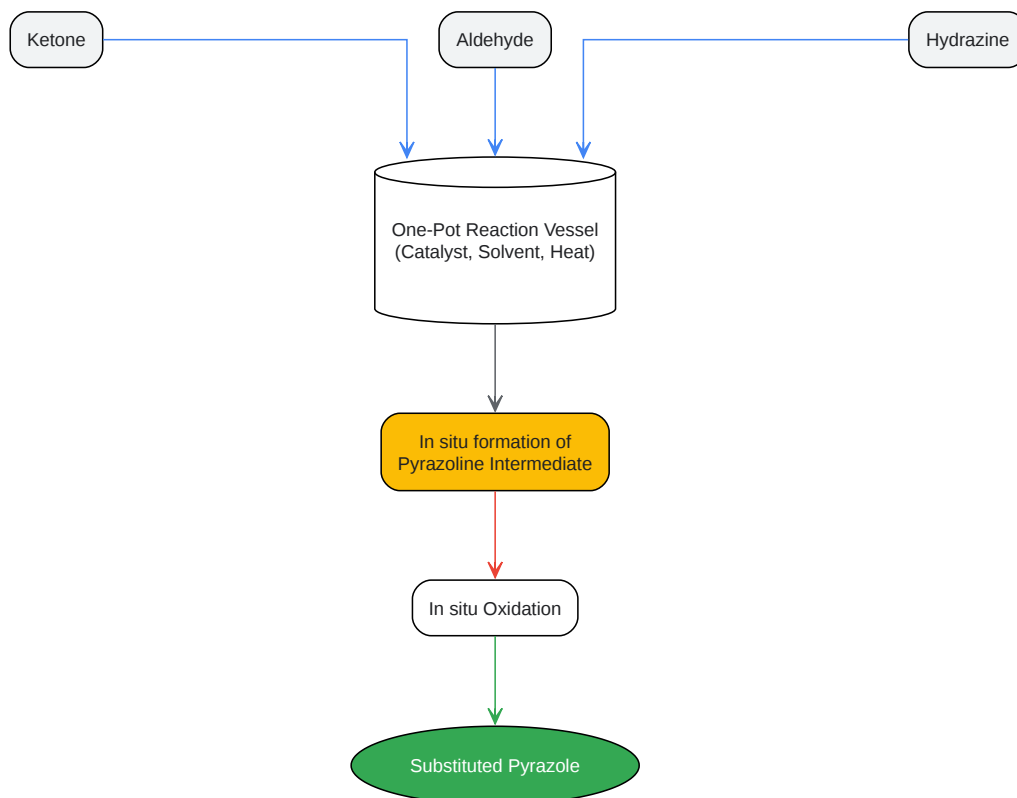 Ketone
Aldehyde
Hydrazine
One-Pot Reaction Vessel
(Catalyst, Solvent, Heat)
In situ formation of
Pyrazoline Intermediate
In situ Oxidation
Substituted Pyrazole